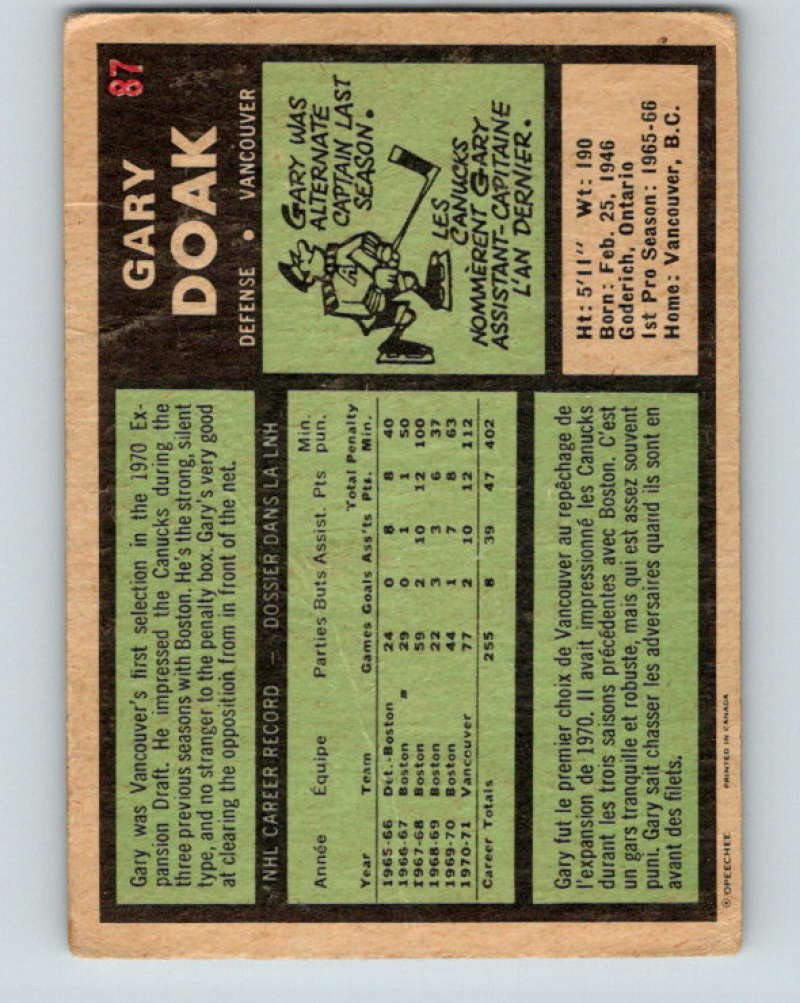 87
GARY
DOAK
DEFENSE • VANCOUVER
Gary was Vancouver's first selection in the 1970 Ex-
pansion Draft. He impressed the Canucks during the
three previous seasons with Boston. He's the strong, silent
type, and no stranger to the penalty box. Gary's very good
at clearing the opposition from in front of the net.
GARY WAS
ALTERNATE
CAPTAIN LAST
SEASON.
LES
CANUCKS
NOMMÈRENT GARY
ASSISTANT-CAPITAINE
L'AN DERNIER.
Ht: 5'11" Wt: 190
Born: Feb. 25, 1946
Goderich, Ontario
1st Pro Season: 1965-66
Home: Vancouver, B.C.
NHL CAREER RECORD — DOSSIER DANS LA LNH
Année Équipe Parties Buts Assist. Pts Min. pun.
Year Team Games Goals Ass'ts Total Pts. Penalty Min.
1965-66 Det.-Boston 24 0 8 8 40
1966-67 Boston " 29 0 1 1 50
1967-68 Boston 59 2 10 12 100
1968-69 Boston 22 3 3 6 37
1969-70 Boston 44 1 7 8 63
1970-71 Vancouver 77 2 10 12 112
Career Totals 255 8 39 47 402
Gary fut le premier choix de Vancouver au repêchage de
l'expansion de 1970. Il avait impressionné les Canucks
durant les trois saisons précédentes avec Boston. C'est
un gars tranquille et robuste, mais qui est assez souvent
puni. Gary sait chasser les adversaires quand ils sont en
avant des filets.
© OPEECHEE PRINTED IN CANADA